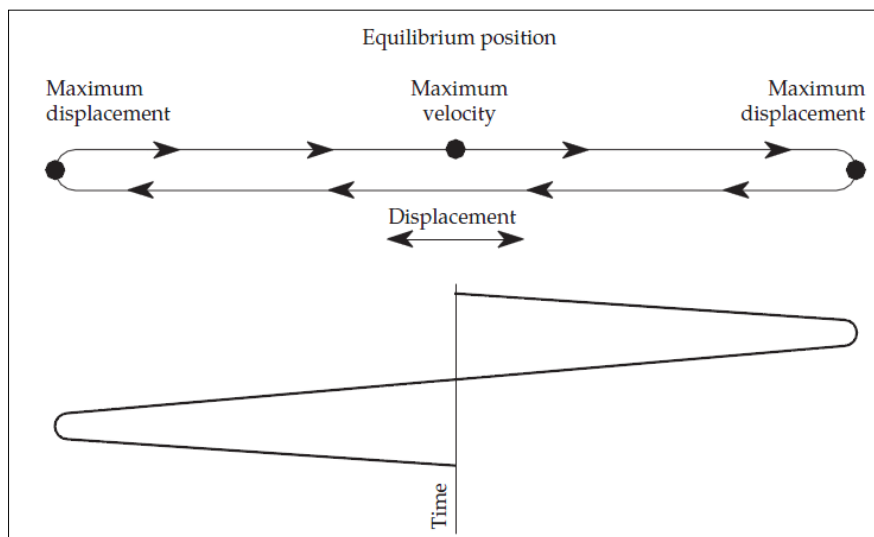 Equilibrium position
Maximum
displacement
Maximum
velocity
Maximum
displacement
Displacement
Time